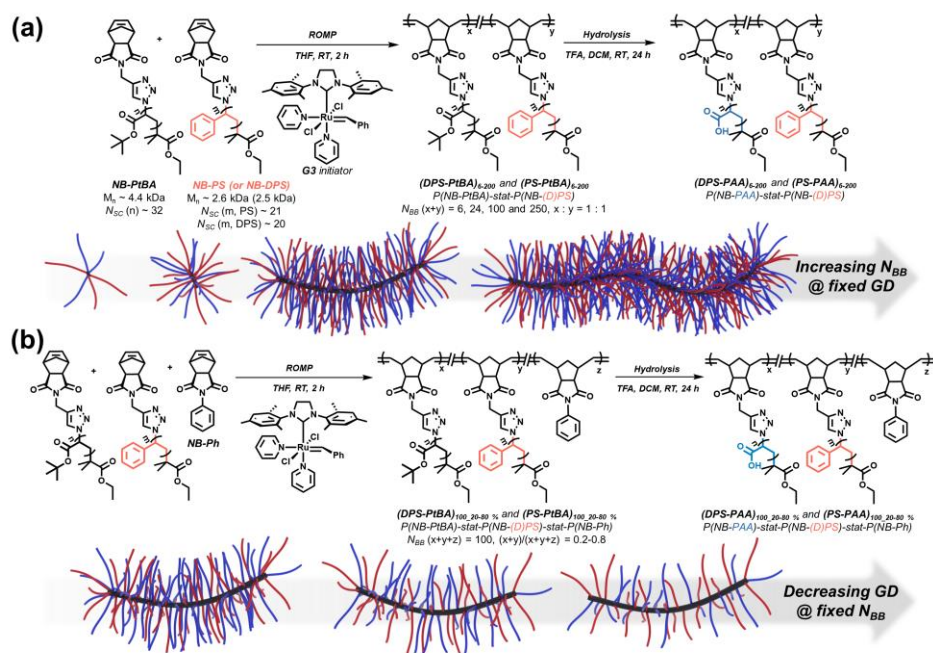 (a)
+
ROMP
THF, RT, 2 h
Hydrolysis
TFA, DCM, RT, 24 h
G3 initiator
NB-PtBA
Mn ~ 4.4 kDa
NSC (n) ~ 32
NB-PS (or NB-DPS)
Mn ~ 2.6 kDa (2.5 kDa)
NSC (m, PS) ~ 21
NSC (m, DPS) ~ 20
(DPS-PtBA)6-200 and (PS-PtBA)6-200
P(NB-PtBA)-stat-P(NB-(D)PS)
NBB (x+y) = 6, 24, 100 and 250, x : y = 1 : 1
(DPS-PAA)6-200 and (PS-PAA)6-200
P(NB-PAA)-stat-P(NB-(D)PS)
Increasing NBB
@ fixed GD
(b)
+
+
NB-Ph
ROMP
THF, RT, 2 h
Hydrolysis
TFA, DCM, RT, 24 h
(DPS-PtBA)100_20-80 % and (PS-PtBA)100_20-80 %
P(NB-PtBA)-stat-P(NB-(D)PS)-stat-P(NB-Ph)
NBB (x+y+z) = 100, (x+y)/(x+y+z) = 0.2-0.8
(DPS-PAA)100_20-80 % and (PS-PAA)100_20-80 %
P(NB-PAA)-stat-P(NB-(D)PS)-stat-P(NB-Ph)
Decreasing GD
@ fixed NBB